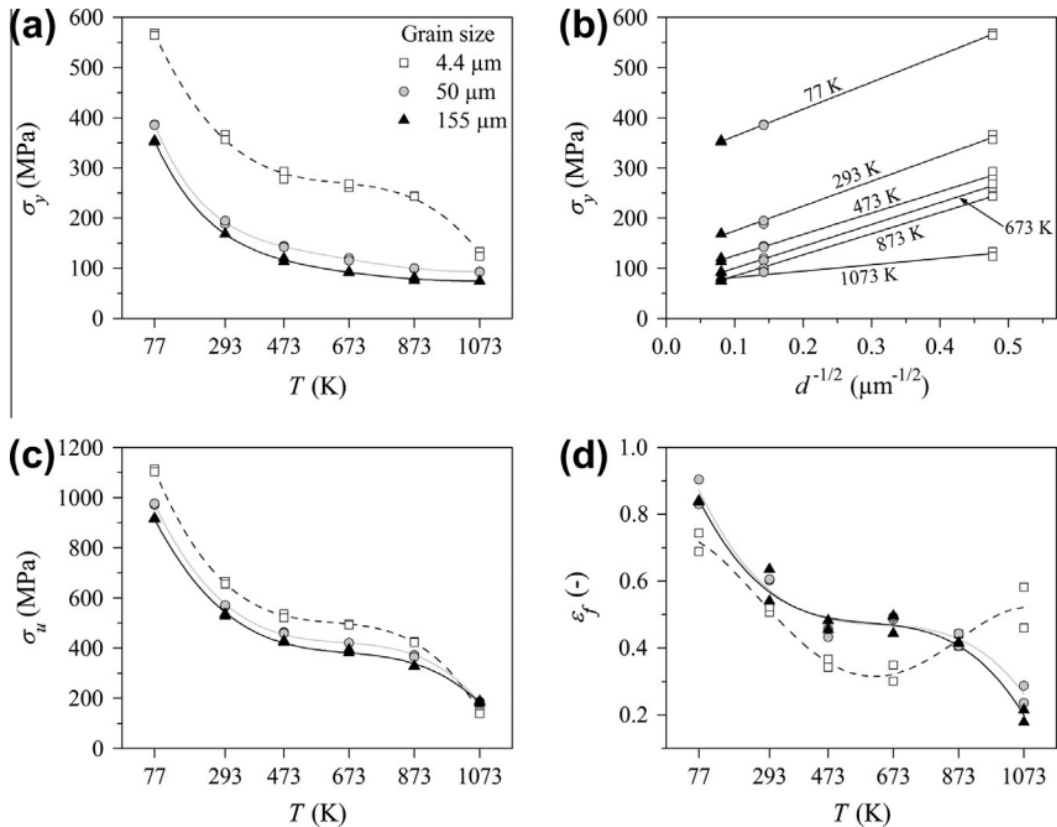 (a)
600
500
400
300
200
100
0
σy (MPa)
Grain size
4.4 μm
50 μm
155 μm
77 293 473 673 873 1073
T (K)
(b)
600
500
400
300
200
100
0
σy (MPa)
77 K
293 K
473 K
673 K
873 K
1073 K
0.0 0.1 0.2 0.3 0.4 0.5
d⁻¹/² (μm⁻¹/²)
(c)
1200
1000
800
600
400
200
0
σu (MPa)
77 293 473 673 873 1073
T (K)
(d)
1.0
0.8
0.6
0.4
0.2
εf (-)
77 293 473 673 873 1073
T (K)